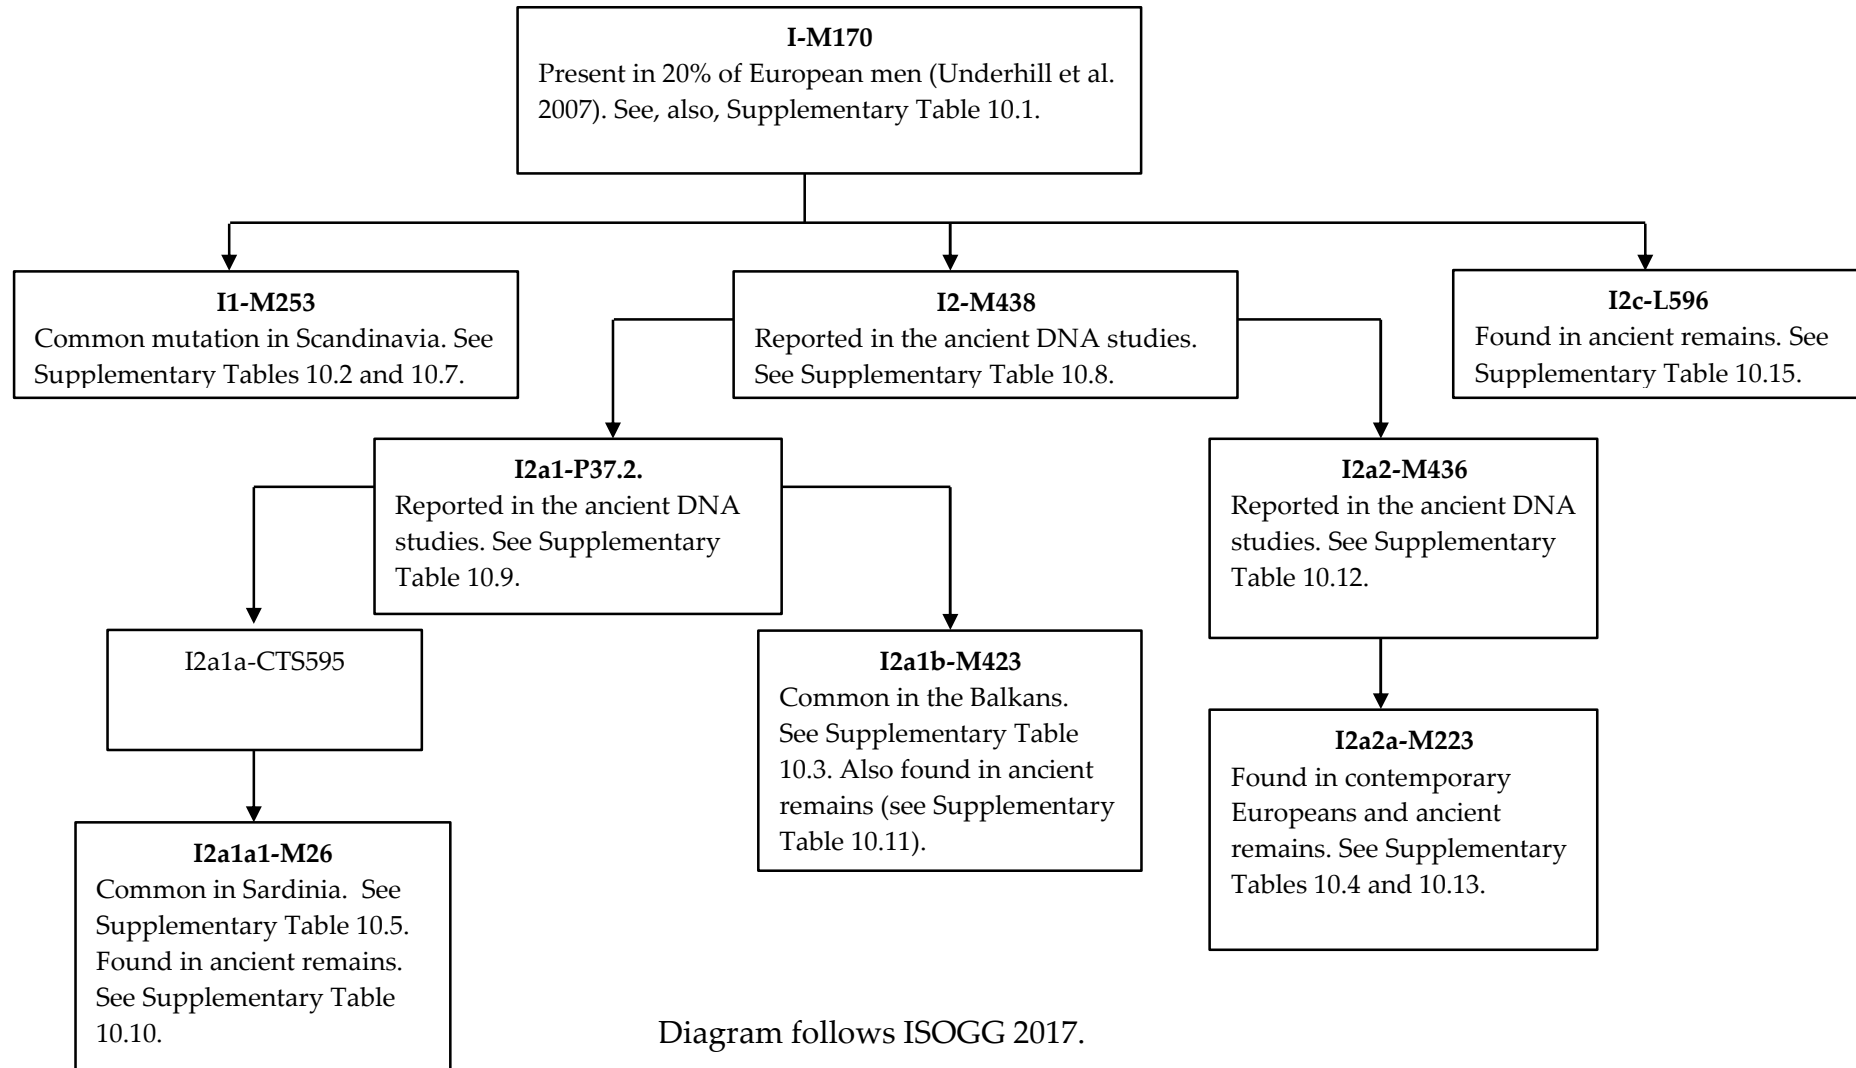 I-M170
Present in 20% of European men (Underhill et al.
2007). See, also, Supplementary Table 10.1.
I1-M253
Common mutation in Scandinavia. See
Supplementary Tables 10.2 and 10.7.
I2-M438
Reported in the ancient DNA studies.
See Supplementary Table 10.8.
I2c-L596
Found in ancient remains. See
Supplementary Table 10.15.
I2a1-P37.2.
Reported in the ancient DNA
studies. See Supplementary
Table 10.9.
I2a2-M436
Reported in the ancient DNA
studies. See Supplementary
Table 10.12.
I2a1a-CTS595
I2a1b-M423
Common in the Balkans.
See Supplementary Table
10.3. Also found in ancient
remains (see Supplementary
Table 10.11).
I2a2a-M223
Found in contemporary
Europeans and ancient
remains. See Supplementary
Tables 10.4 and 10.13.
I2a1a1-M26
Common in Sardinia.  See
Supplementary Table 10.5.
Found in ancient remains.
See Supplementary Table
10.10.
Diagram follows ISOGG 2017.